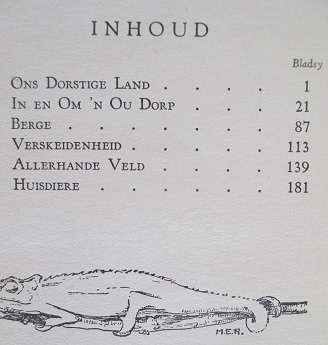 INHOUD
Bladsy
ONS DORSTIGE LAND . . . . 1
IN EN OM 'N OU DORP . . . . 21
BERGE . . . . . . . 87
VERSKEIDENHEID . . . . . 113
ALLERHANDE VELD . . . . . 139
HUISDIERE . . . . . . 181
M.E.R.